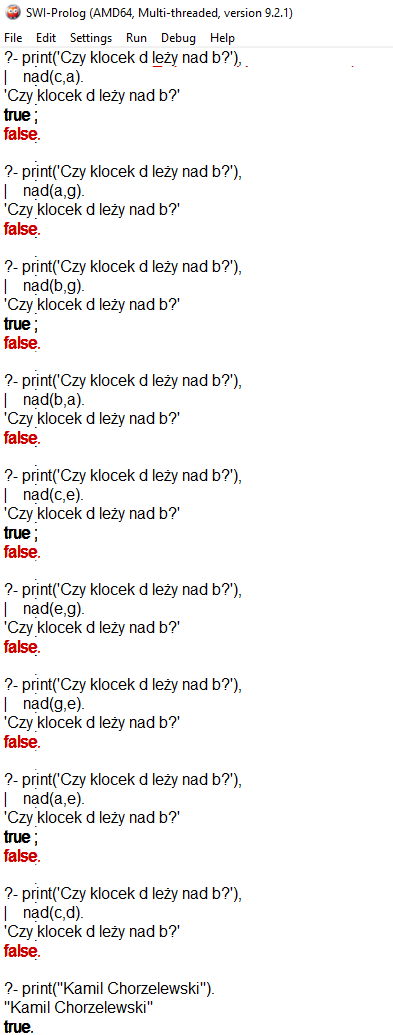 SWI-Prolog (AMD64, Multi-threaded, version 9.2.1)
File Edit Settings Run Debug Help
?- print('Czy klocek d leży nad b?'),
| nad(c,a).
'Czy klocek d leży nad b?'
true ;
false.
?- print('Czy klocek d leży nad b?'),
| nad(a,g).
'Czy klocek d leży nad b?'
false.
?- print('Czy klocek d leży nad b?'),
| nad(b,g).
'Czy klocek d leży nad b?'
true ;
false.
?- print('Czy klocek d leży nad b?'),
| nad(b,a).
'Czy klocek d leży nad b?'
false.
?- print('Czy klocek d leży nad b?'),
| nad(c,e).
'Czy klocek d leży nad b?'
true ;
false.
?- print('Czy klocek d leży nad b?'),
| nad(e,g).
'Czy klocek d leży nad b?'
false.
?- print('Czy klocek d leży nad b?'),
| nad(g,e).
'Czy klocek d leży nad b?'
false.
?- print('Czy klocek d leży nad b?'),
| nad(a,e).
'Czy klocek d leży nad b?'
true ;
false.
?- print('Czy klocek d leży nad b?'),
| nad(c,d).
'Czy klocek d leży nad b?'
false.
?- print("Kamil Chorzelewski").
"Kamil Chorzelewski"
true.